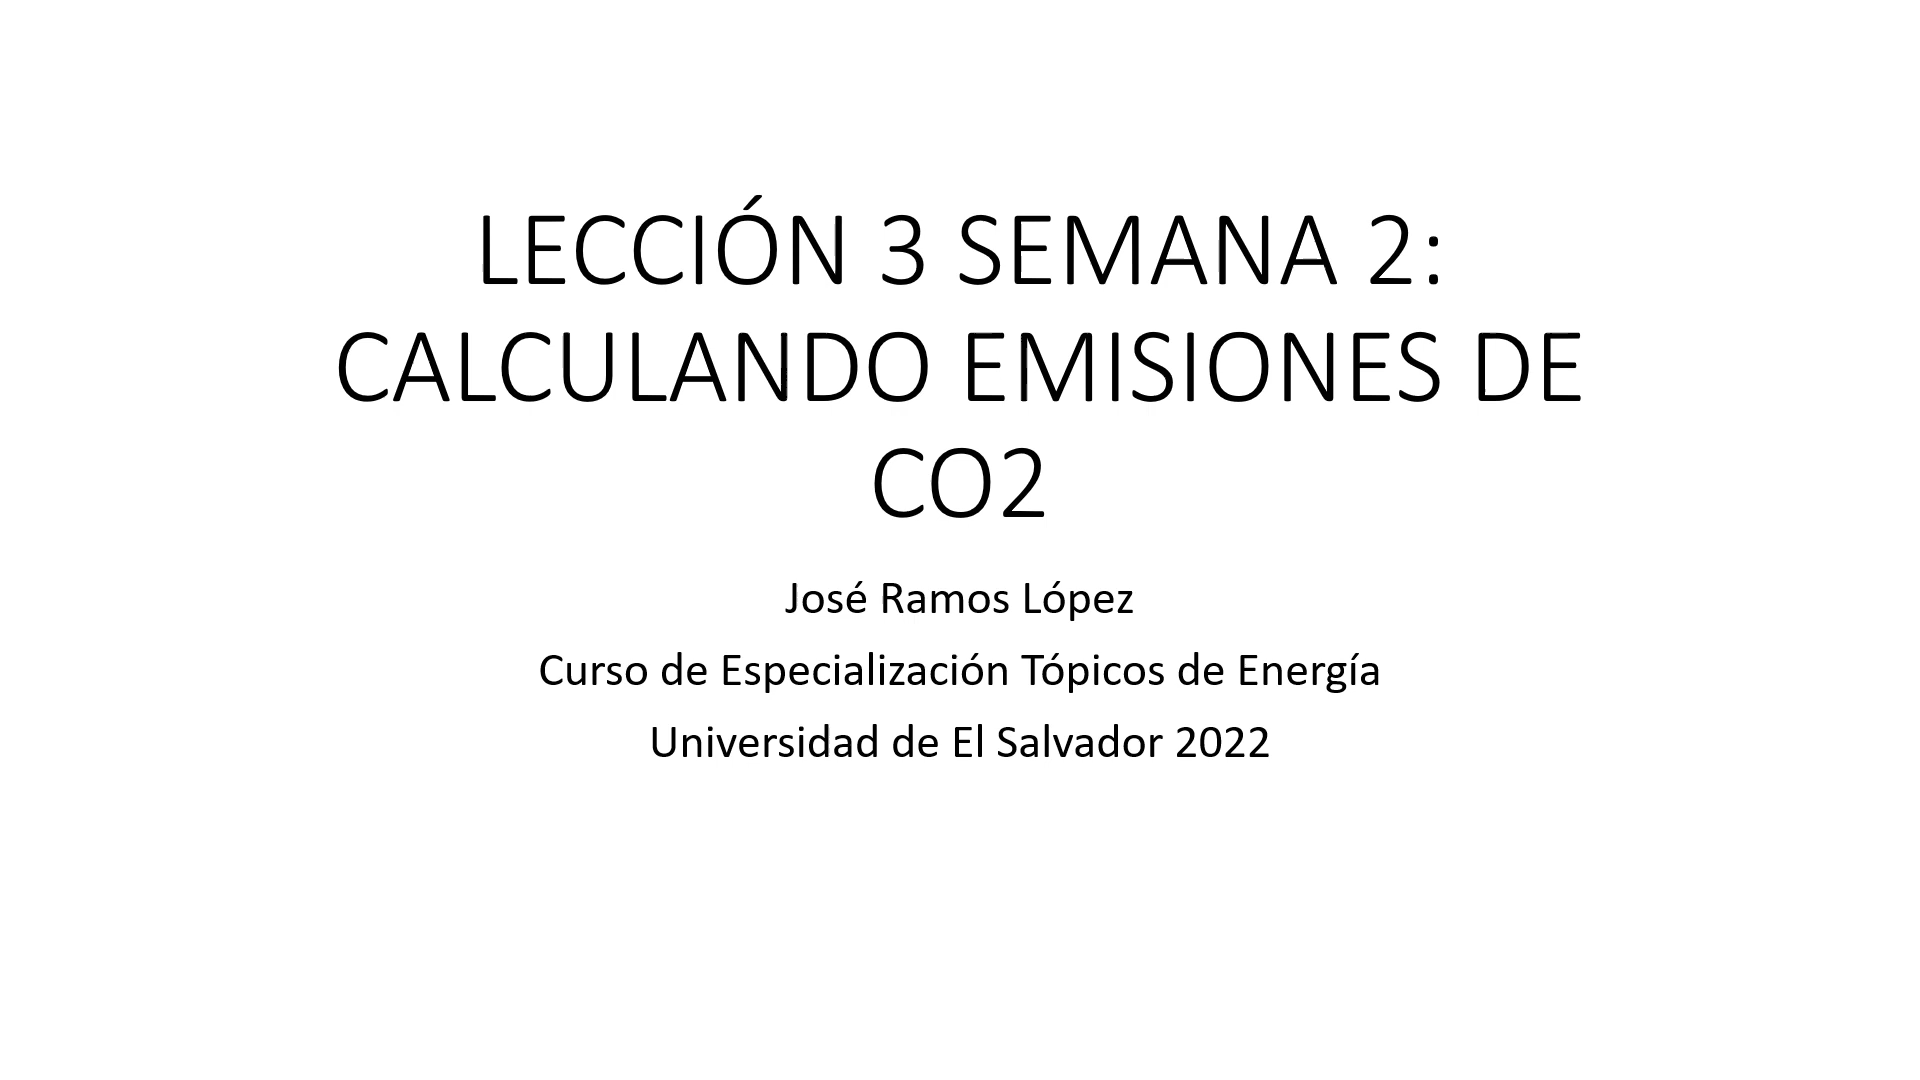 LECCIÓN 3 SEMANA 2:
CALCULANDO EMISIONES DE
CO2
José Ramos López
Curso de Especialización Tópicos de Energía
Universidad de El Salvador 2022